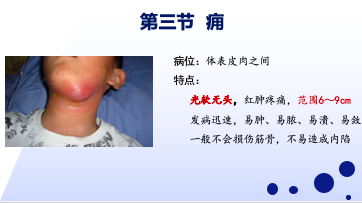 第三节 痈
病位：体表皮肉之间
特点：
光软无头，红肿疼痛，范围6～9cm
发病迅速，易肿、易脓、易溃、易敛
一般不会损伤筋骨，不易造成内陷